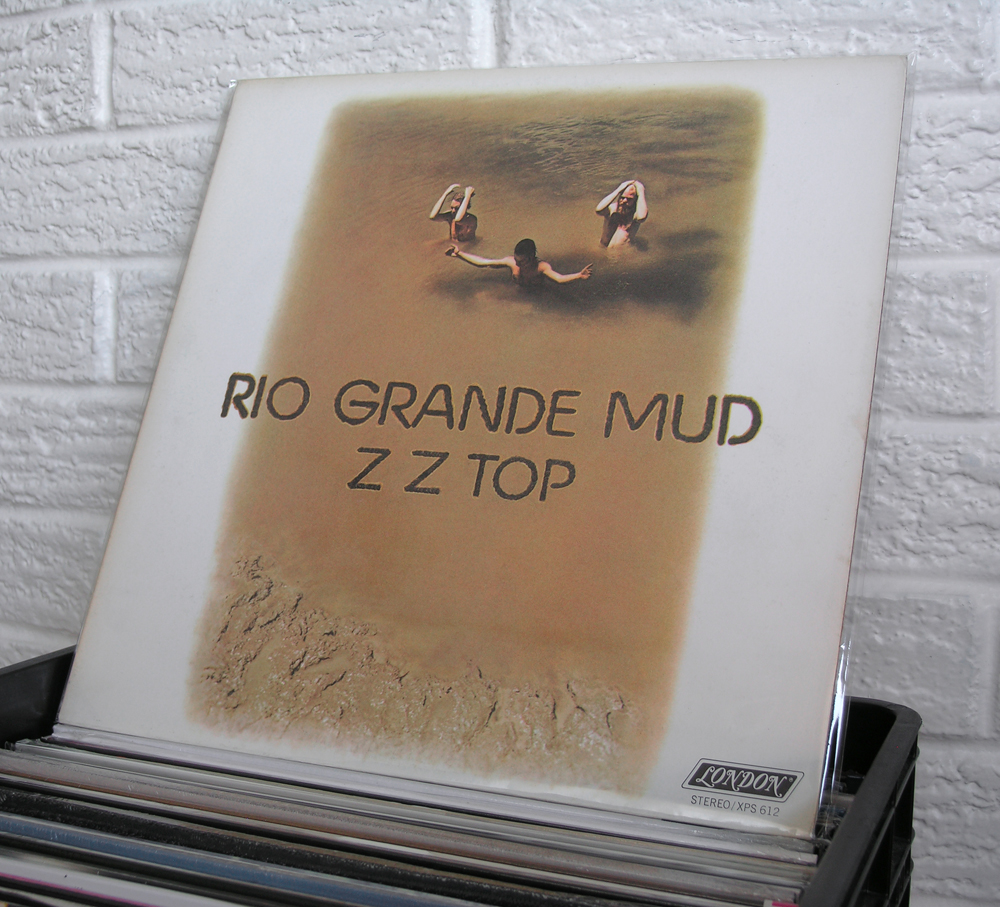 RIO GRANDE MUD
Z Z TOP
LONDON®
STEREO/XPS 612